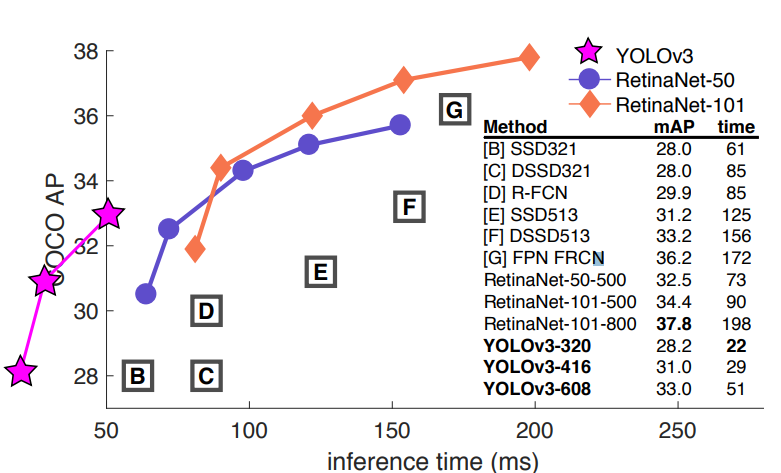 38
36
34
32
30
28
COCO AP
50
100
150
200
250
inference time (ms)
B
C
D
E
F
G
YOLOv3
RetinaNet-50
RetinaNet-101
Method mAP time
[B] SSD321 28.0 61
[C] DSSD321 28.0 85
[D] R-FCN 29.9 85
[E] SSD513 31.2 125
[F] DSSD513 33.2 156
[G] FPN FRCN 36.2 172
RetinaNet-50-500 32.5 73
RetinaNet-101-500 34.4 90
RetinaNet-101-800 37.8 198
YOLOv3-320 28.2 22
YOLOv3-416 31.0 29
YOLOv3-608 33.0 51